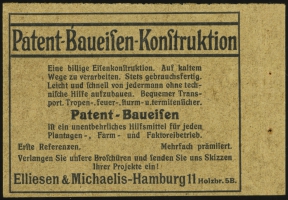 Patent-Baueisen-Konstruktion
Eine billige Eisenkonstruktion. Auf kaltem
Wege zu verarbeiten. Stets gebrauchsfertig.
Leicht und schnell von jedermann ohne tech-
nische Hilfe aufzubauen. Bequemer Trans-
port. Tropen-, feuer-, sturm- u. termitensicher.
Patent-Baueisen
ist ein unentbehrliches Hilfsmittel für jeden
Plantagen-, Farm- und Faktoreibetrieb.
Erste Referenzen. Mehrfach prämiiert.
Verlangen Sie unsere Broschüren und senden Sie uns Skizzen
Ihrer Projekte ein!
Elliesen & Michaelis-Hamburg 11 Holzbr. 5B.